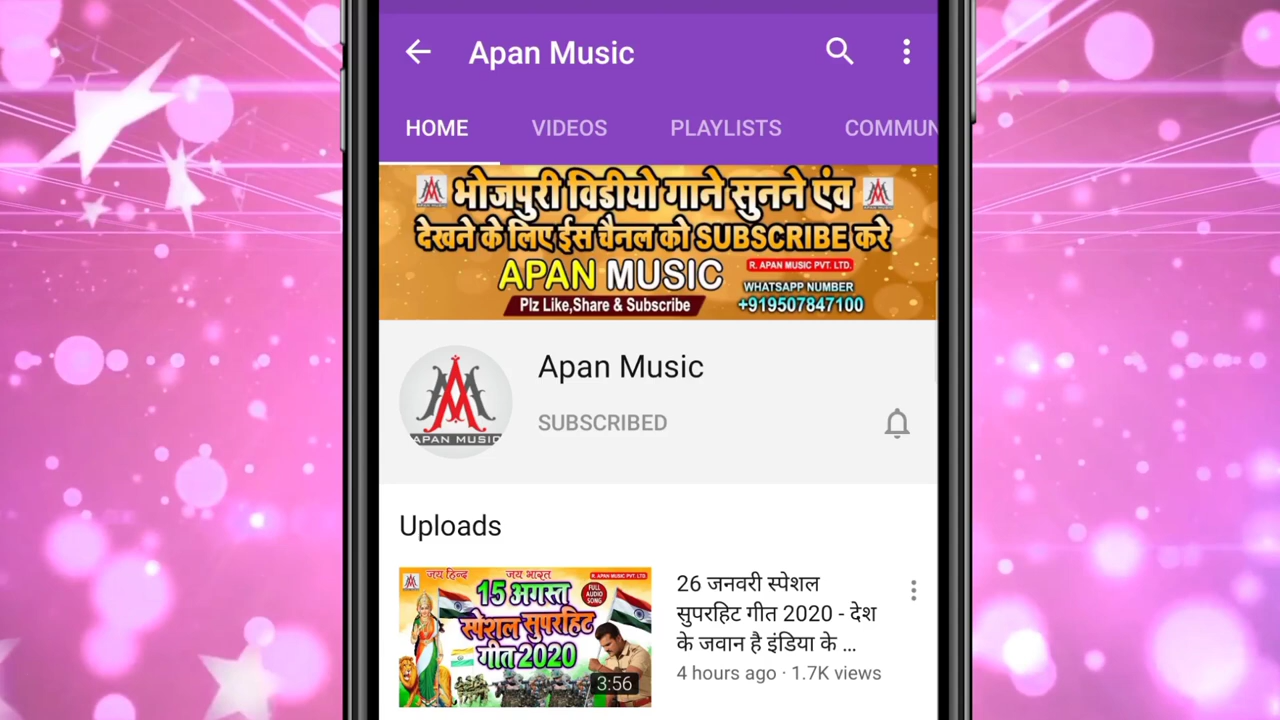 Apan Music
HOME VIDEOS PLAYLISTS COMMUN
भोजपुरी विडीयो गाने सुनने एंव
देखने के लिए ईस चैनल को SUBSCRIBE करे
APAN MUSIC
R. APAN MUSIC PVT. LTD.
WHATSAPP NUMBER
+919507847100
Plz Like,Share & Subscribe
Apan Music
SUBSCRIBED
APAN MUSIC
Uploads
जय हिन्द जय भारत
R. APAN MUSIC PVT. LTD
15 अगस्त
FULL
AUDIO
SONG
स्पेशल सुपरहिट
गीत 2020
3:56
26 जनवरी स्पेशल
सुपरहिट गीत 2020 - देश
के जवान है इंडिया के ...
4 hours ago · 1.7K views